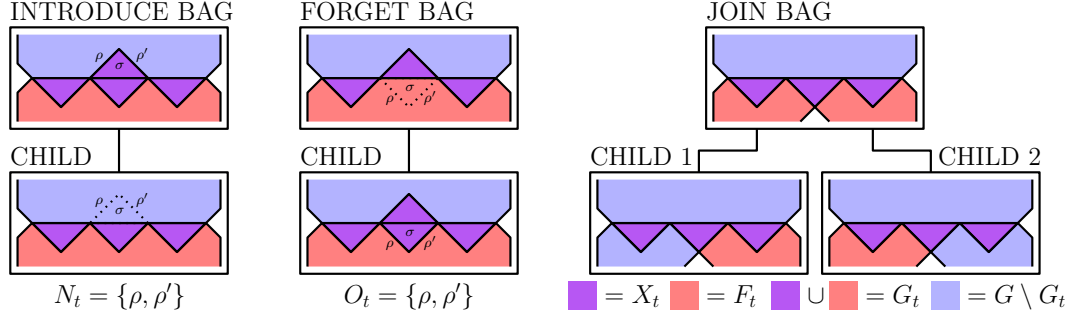 INTRODUCE BAG FORGET BAG JOIN BAG
ρ σ ρ′
ρ σ ρ′
CHILD CHILD CHILD 1 CHILD 2
ρ σ ρ′
ρ σ ρ′
N_t = {ρ, ρ′} O_t = {ρ, ρ′} = X_t = F_t ∪ = G_t = G \ G_t